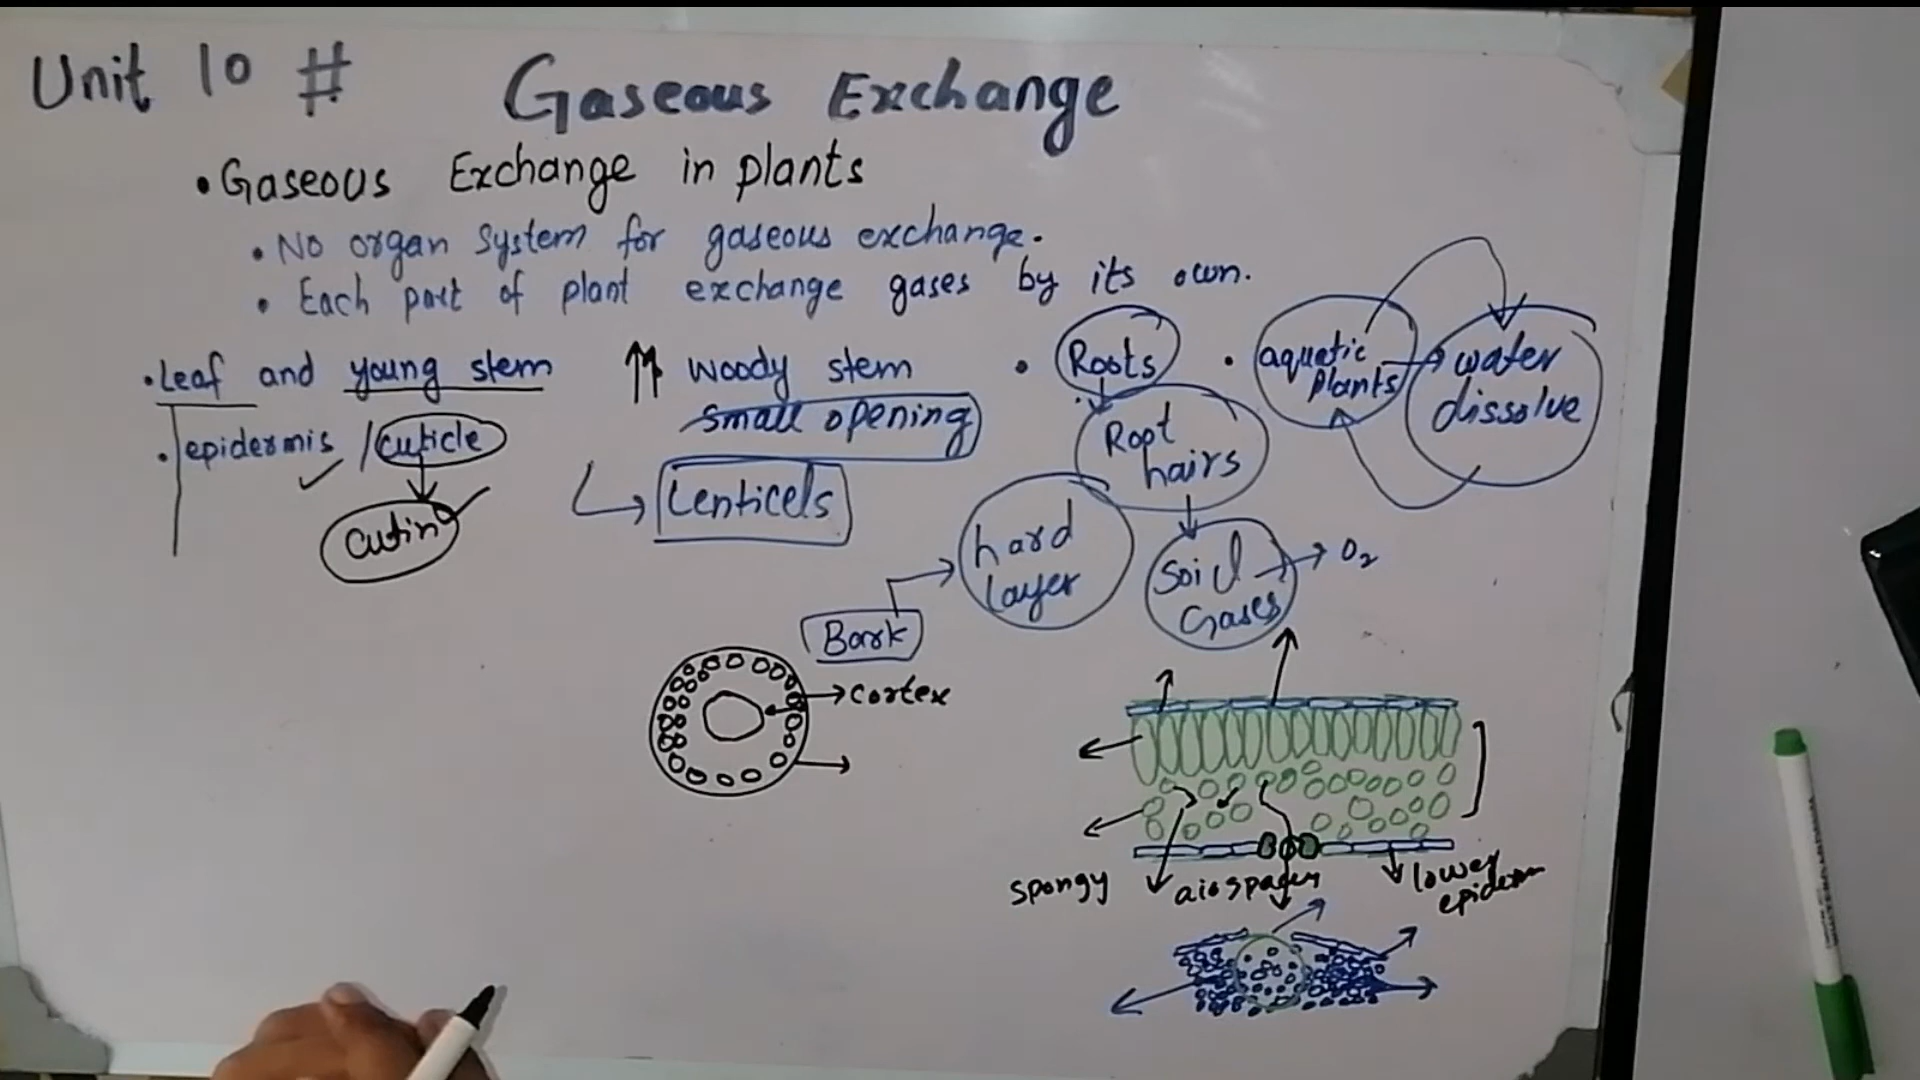 Unit 10 # Gaseous Exchange
• Gaseous Exchange in plants
• No organ system for gaseous exchange.
• Each part of plant exchange gases by its own.
• Leaf and young stem
• epidermis / cuticle
cutin
woody stem
small opening
Lenticels
• Roots
Root hairs
Soil Gases → O2
• aquatic plants
water dissolve
hard layer
Bark
cortex
spongy
airspaces
lower epiderm